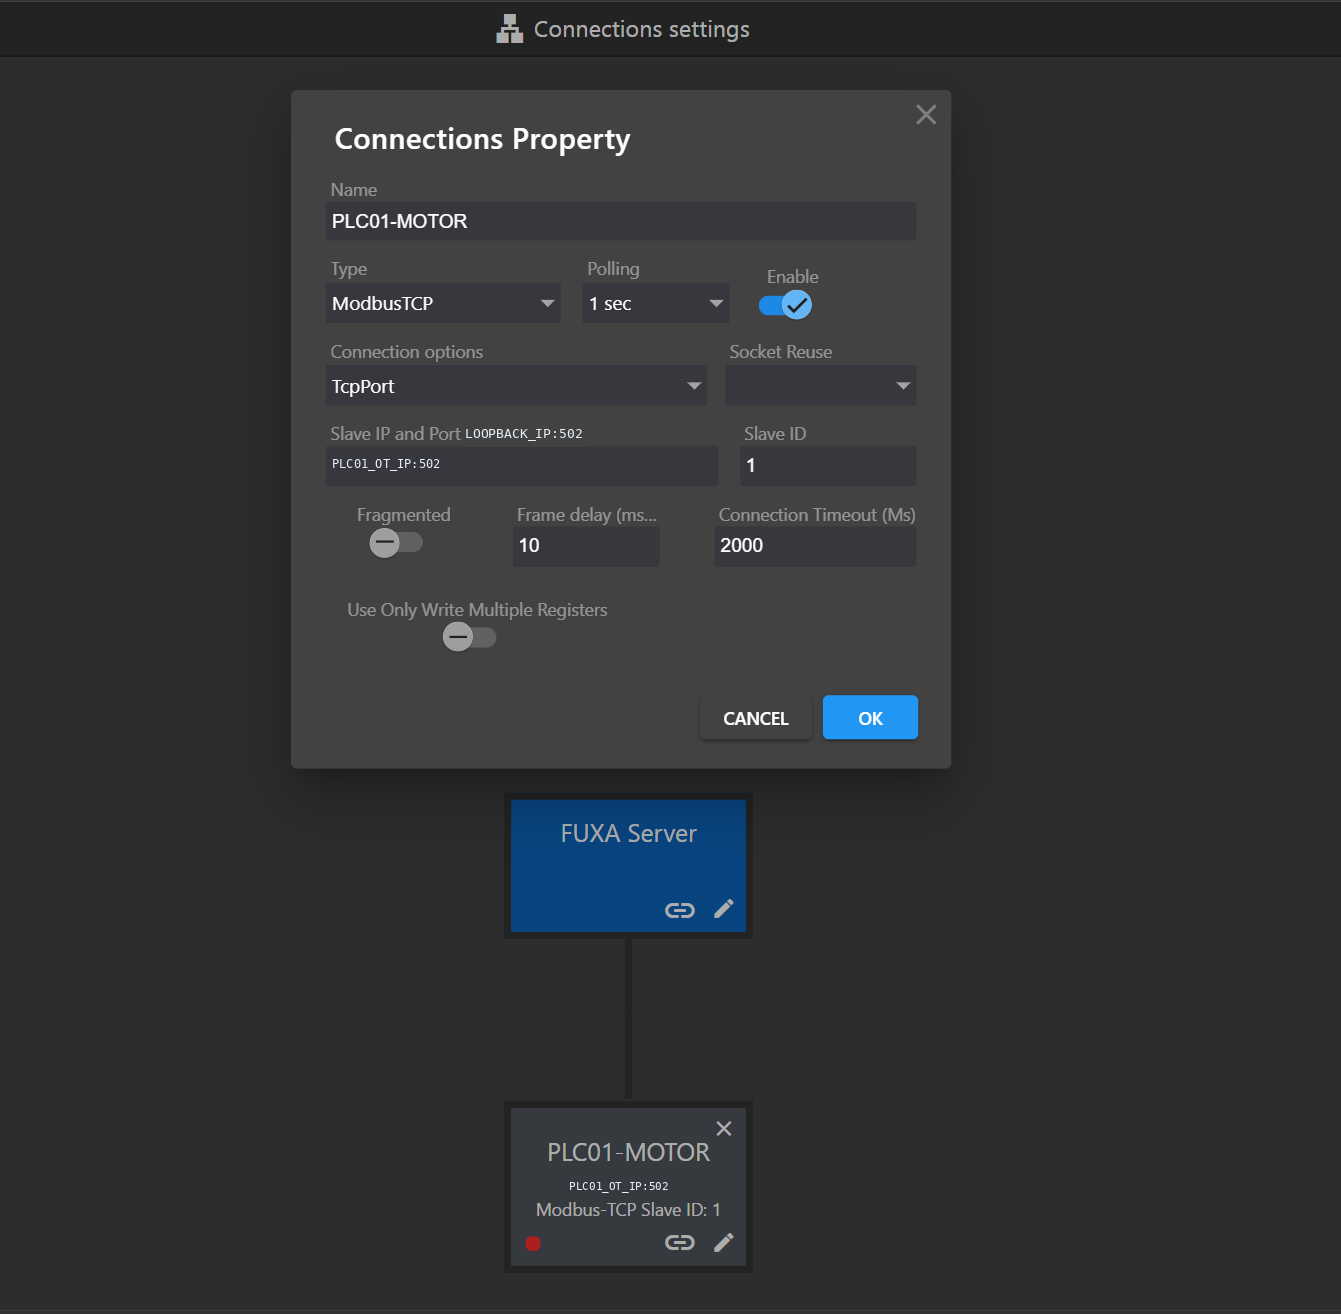 Connections settings
Connections Property
Name
PLC01-MOTOR
Type
Polling
Enable
ModbusTCP
1 sec
Connection options
Socket Reuse
TcpPort
Slave IP and Port LOOPBACK_IP:502
Slave ID
PLC01_OT_IP:502
1
Fragmented
Frame delay (ms...
Connection Timeout (Ms)
10
2000
Use Only Write Multiple Registers
CANCEL
OK
FUXA Server
PLC01-MOTOR
PLC01_OT_IP:502
Modbus-TCP Slave ID: 1